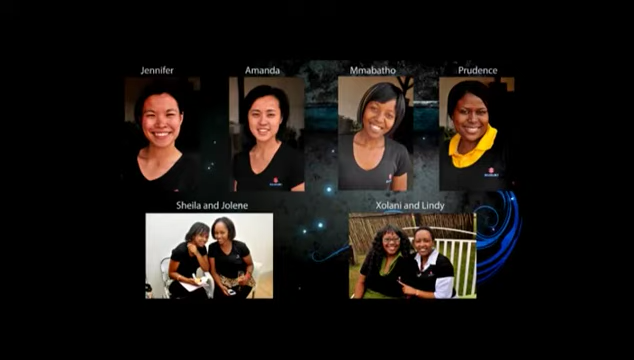 Jennifer
Amanda
Mmabatho
Prudence
Sheila and Jolene
Xolani and Lindy